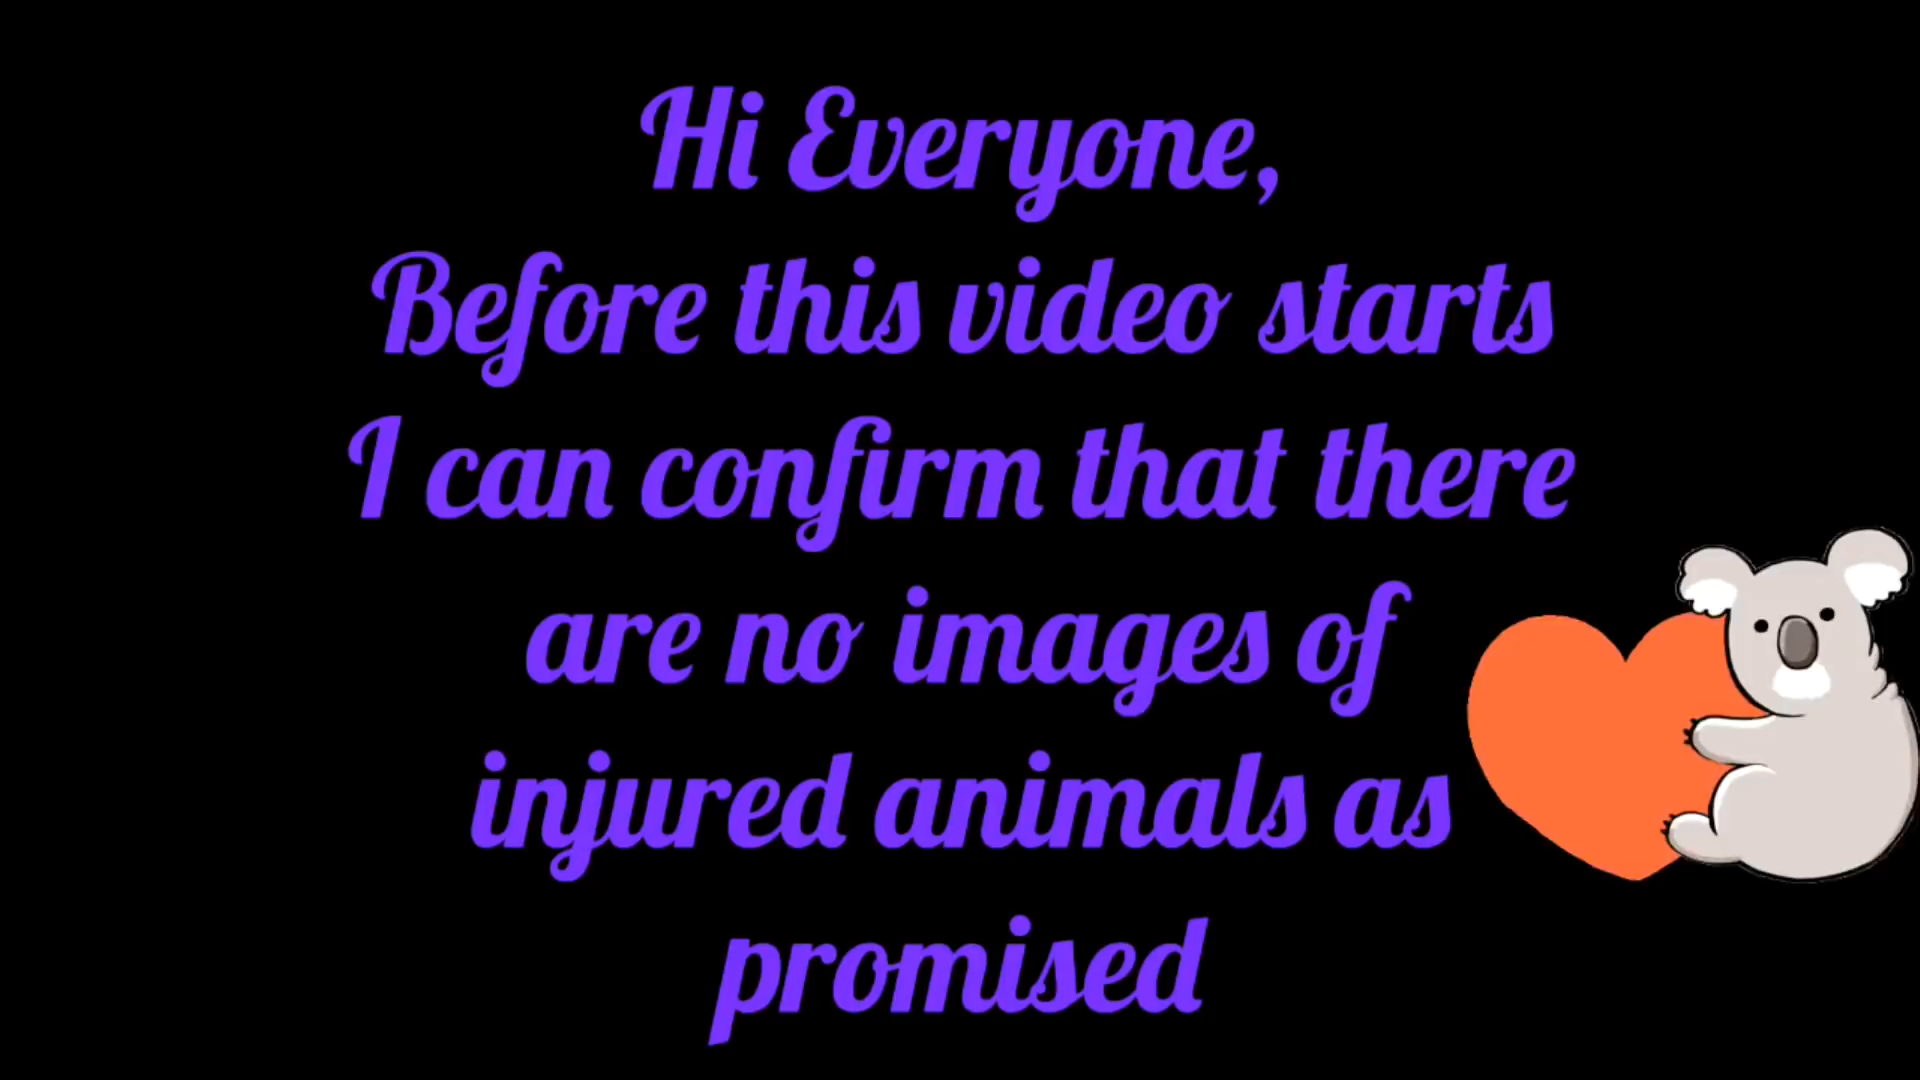 Hi Everyone,
Before this video starts
I can confirm that there
are no images of
injured animals as
promised